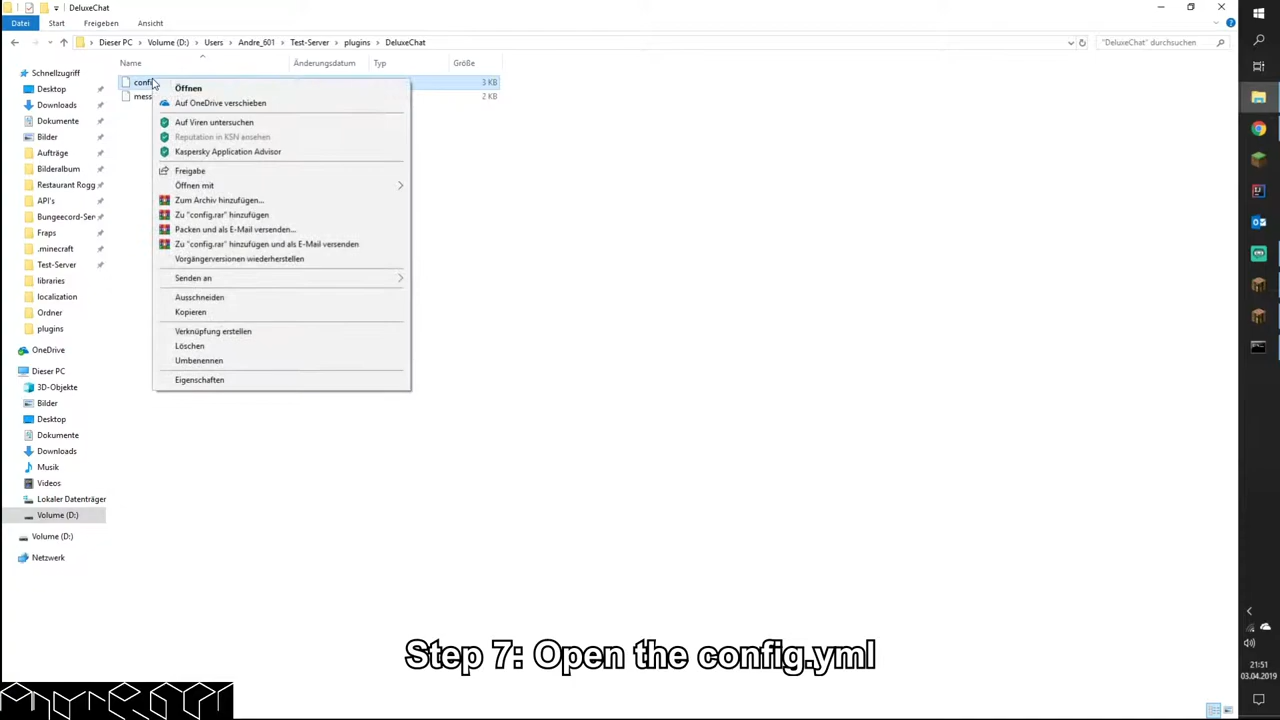 DeluxeChat
Datei Start Freigeben Ansicht
Dieser PC Volume (D:) Users Andre_601 Test-Server plugins DeluxeChat "DeluxeChat" durchsuchen
Name Änderungsdatum Typ Größe
Schnellzugriff
Desktop
Downloads
Dokumente
Bilder
Aufträge
Bilderalbum
Restaurant Rogg
API's
Bungeecord-Ser
Fraps
.minecraft
Test-Server
libraries
localization
Ordner
plugins
OneDrive
Dieser PC
3D-Objekte
Bilder
Desktop
Dokumente
Downloads
Musik
Videos
Lokaler Datenträger
Volume (D:)
Volume (D:)
Netzwerk
confi 3 KB
mess 2 KB
Öffnen
Auf OneDrive verschieben
Auf Viren untersuchen
Reputation in KSN ansehen
Kaspersky Application Advisor
Freigabe
Öffnen mit
Zum Archiv hinzufügen...
Zu "config.rar" hinzufügen
Packen und als E-Mail versenden...
Zu "config.rar" hinzufügen und als E-Mail versenden
Vorgängerversionen wiederherstellen
Senden an
Ausschneiden
Kopieren
Verknüpfung erstellen
Löschen
Umbenennen
Eigenschaften
Step 7: Open the config.yml
21:51
03.04.2019